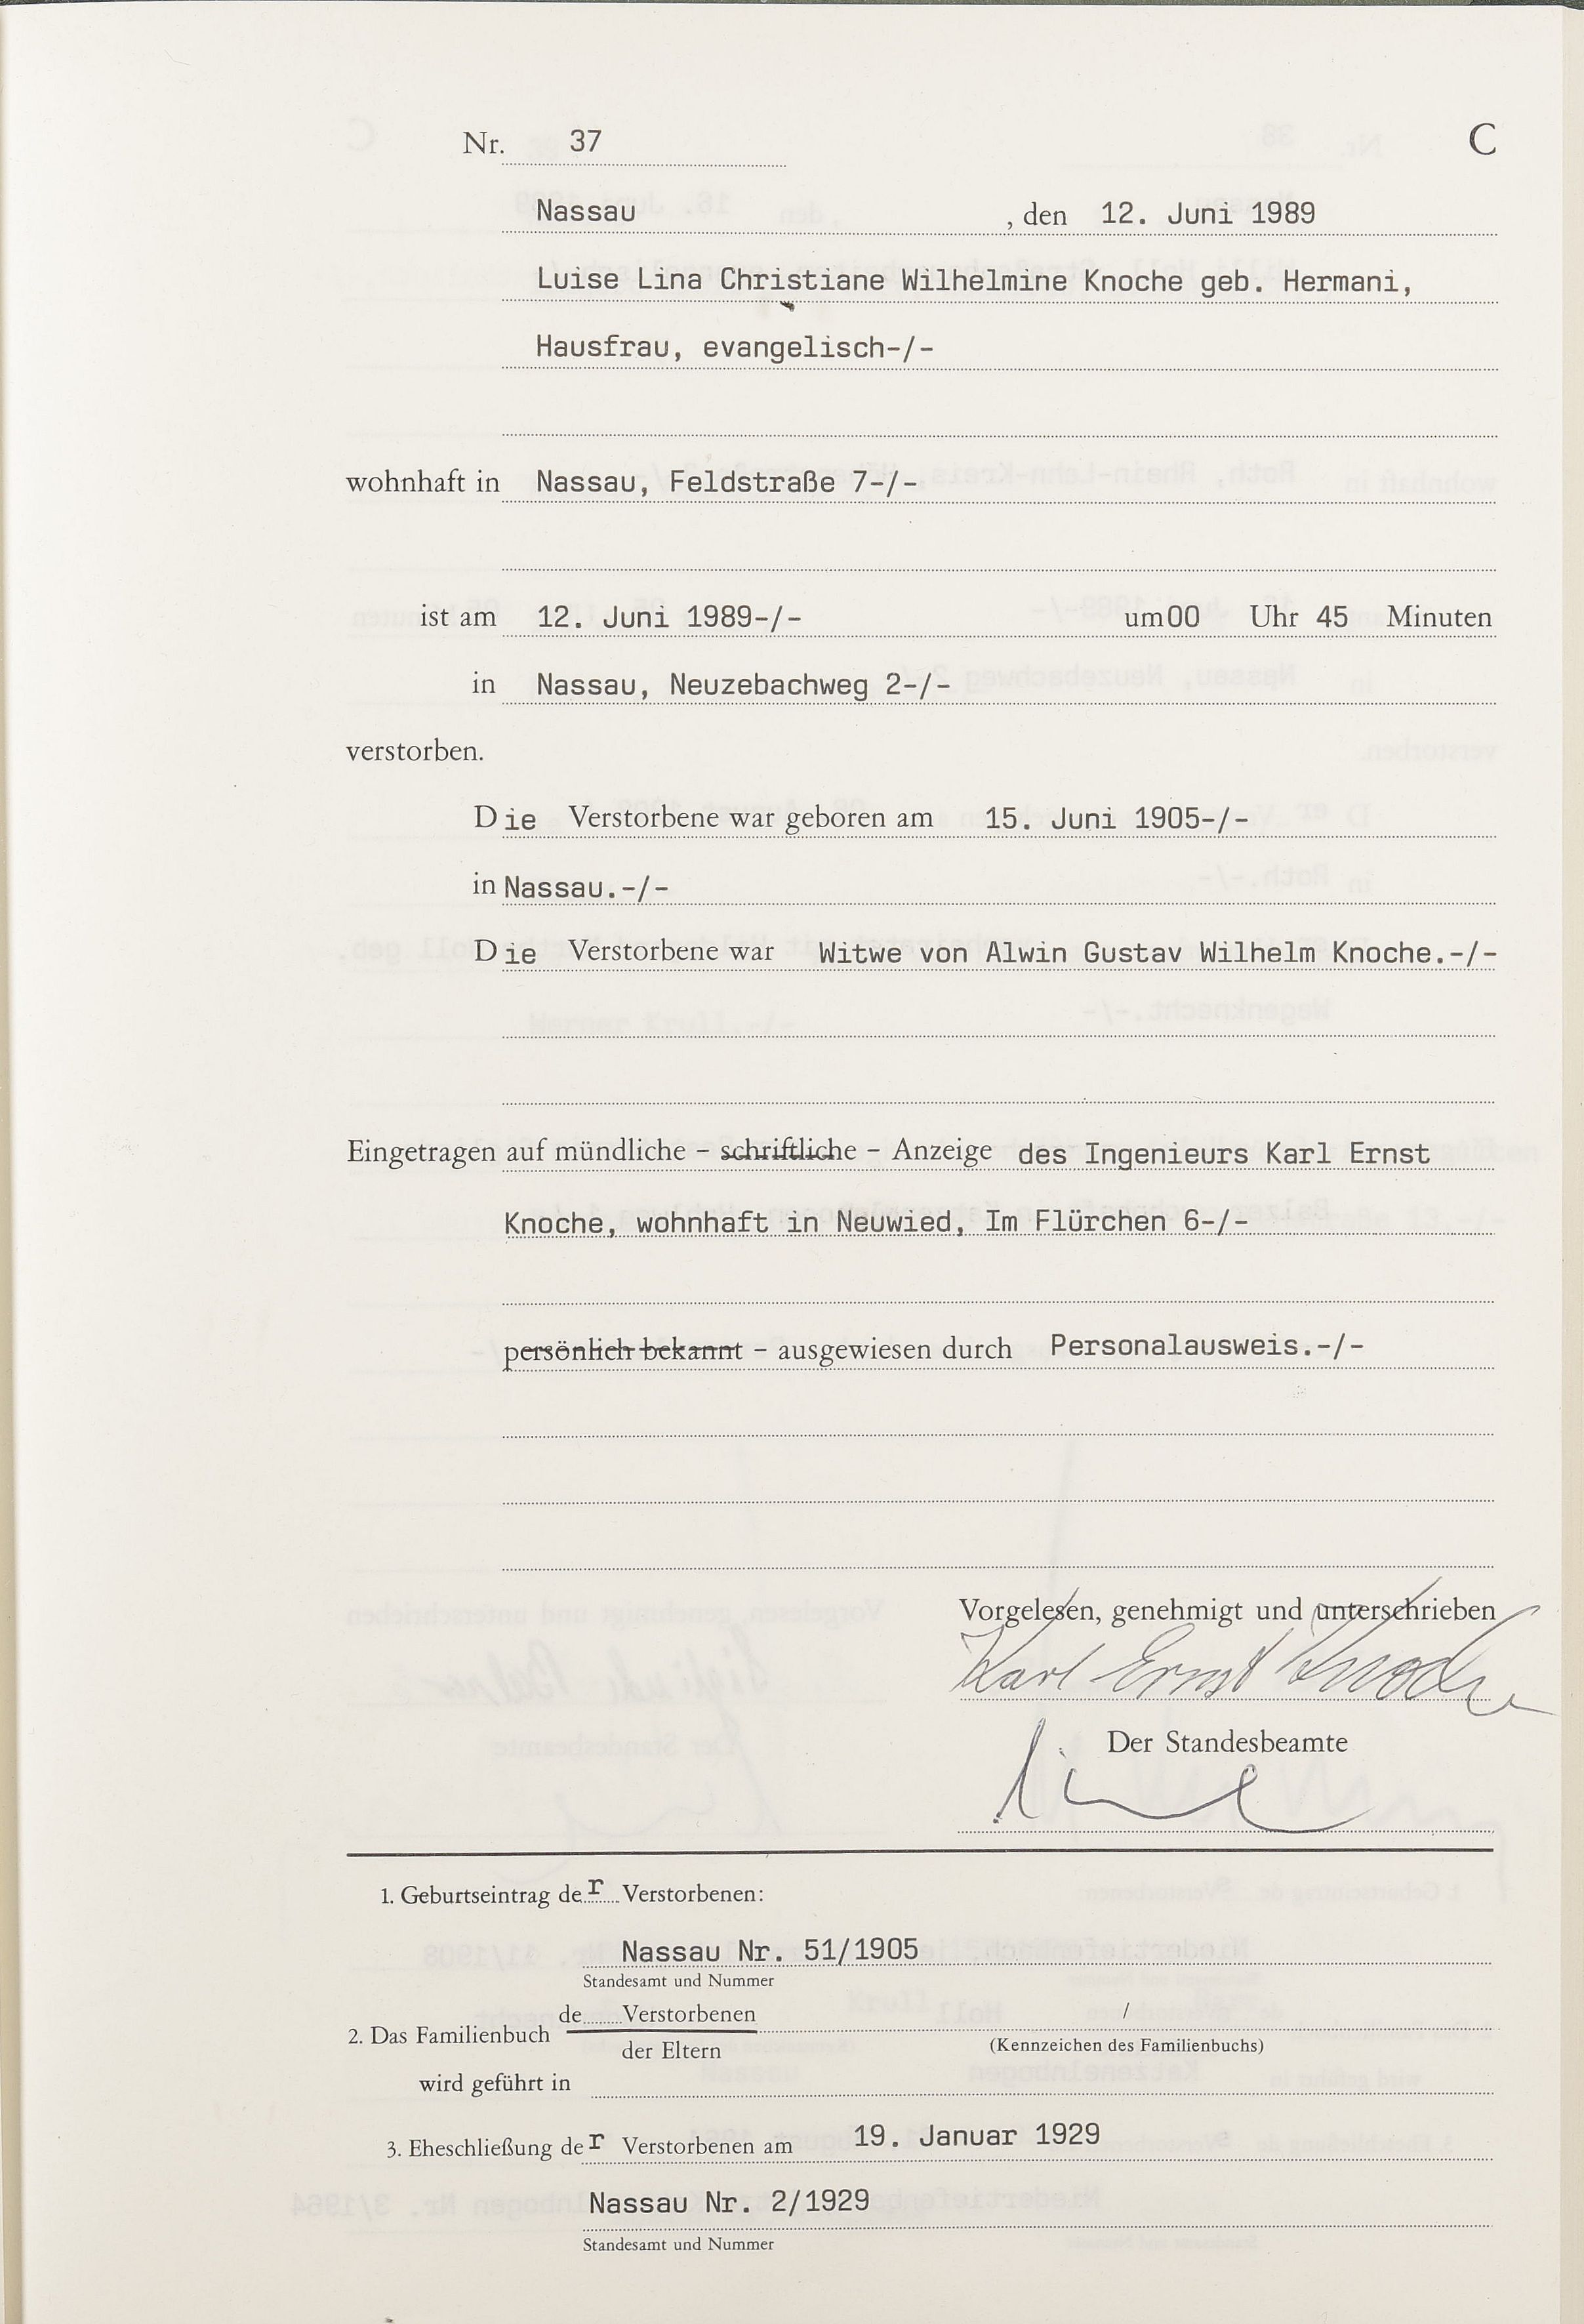 Nr. 37 C
Nassau , den 12. Juni 1989
Luise Lina Christiane Wilhelmine Knoche geb. Hermani,
Hausfrau, evangelisch-/-
wohnhaft in Nassau, Feldstraße 7-/-
ist am 12. Juni 1989-/- um 00 Uhr 45 Minuten
in Nassau, Neuzebachweg 2-/-
verstorben.
Die Verstorbene war geboren am 15. Juni 1905-/-
in Nassau.-/-
Die Verstorbene war Witwe von Alwin Gustav Wilhelm Knoche.-/-
Eingetragen auf mündliche – schriftliche – Anzeige des Ingenieurs Karl Ernst
Knoche, wohnhaft in Neuwied, Im Flürchen 6-/-
persönlich bekannt – ausgewiesen durch Personalausweis.-/-
Vorgelesen, genehmigt und unterschrieben
Karl Ernst Knoche
Der Standesbeamte
1. Geburtseintrag der Verstorbenen:
Nassau Nr. 51/1905
Standesamt und Nummer
de Verstorbenen /
2. Das Familienbuch
der Eltern (Kennzeichen des Familienbuchs)
wird geführt in
3. Eheschließung der Verstorbenen am 19. Januar 1929
Nassau Nr. 2/1929
Standesamt und Nummer